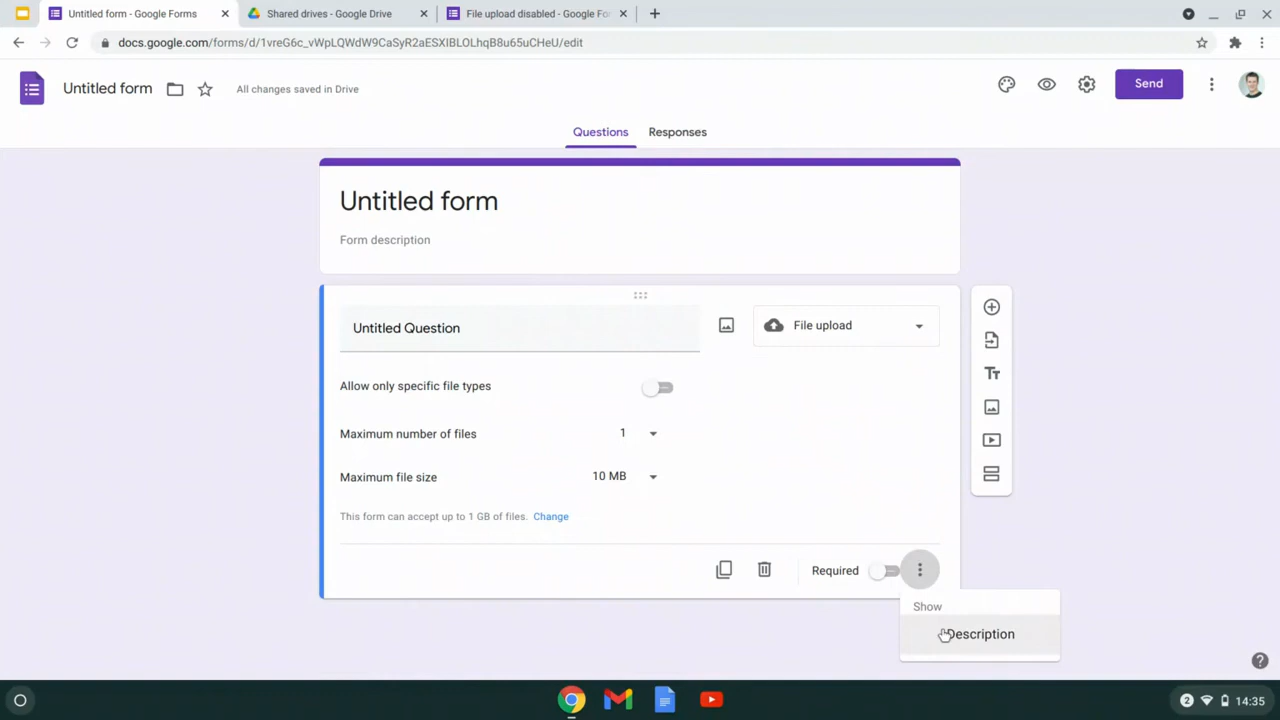 Untitled form - Google Forms
Shared drives - Google Drive
File upload disabled - Google Fo
docs.google.com/forms/d/1vreG6c_vWpLQWdW9CaSyR2aESXIBLOLhqB8u65uCHeU/edit
Untitled form
All changes saved in Drive
Send
Questions
Responses
Untitled form
Form description
Untitled Question
File upload
Allow only specific file types
Maximum number of files
1
Maximum file size
10 MB
This form can accept up to 1 GB of files. Change
Required
Show
Description
2
14:35